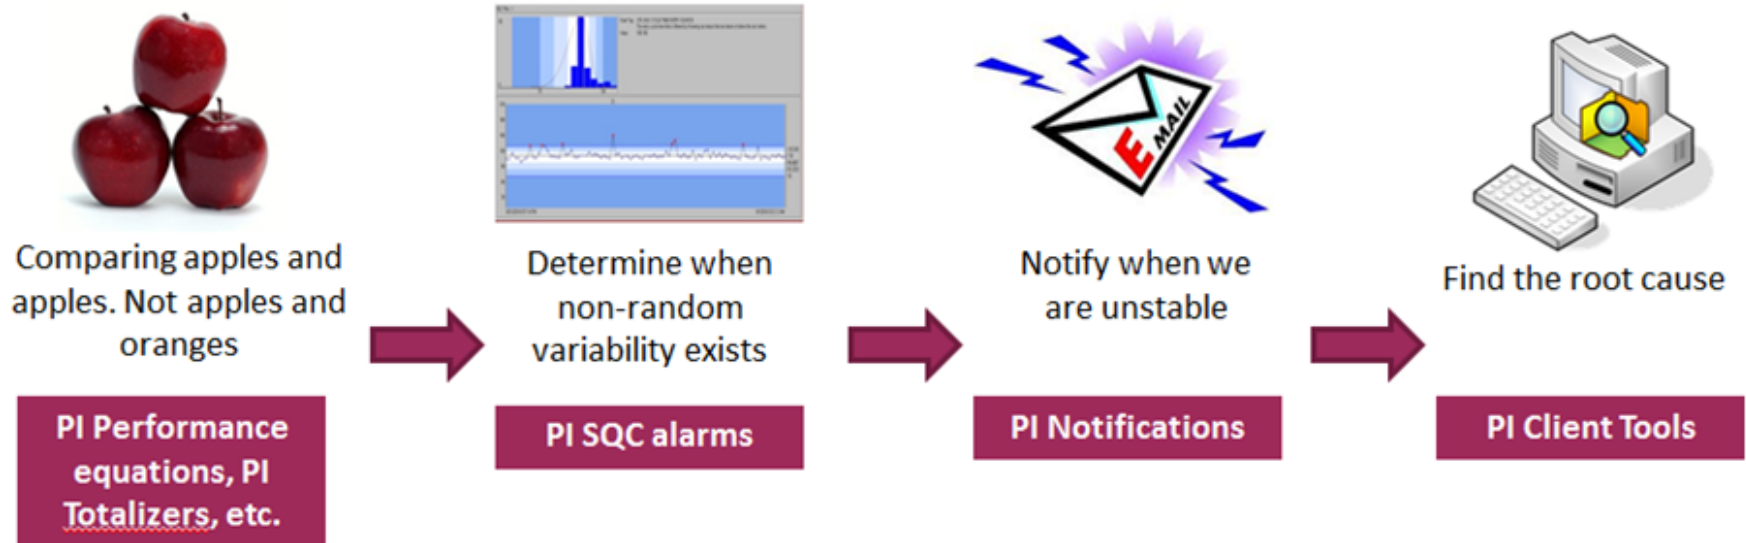 Comparing apples and
apples. Not apples and
oranges
PI Performance
equations, PI
Totalizers, etc.
Determine when
non-random
variability exists
PI SQC alarms
E MAIL
Notify when we
are unstable
PI Notifications
Find the root cause
PI Client Tools